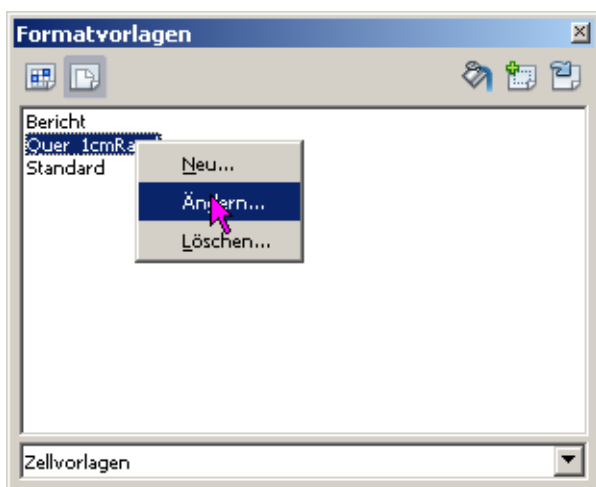 Formatvorlagen
Bericht
Quer_1cmRa
Standard
Neu...
Ändern...
Löschen...
Zellvorlagen